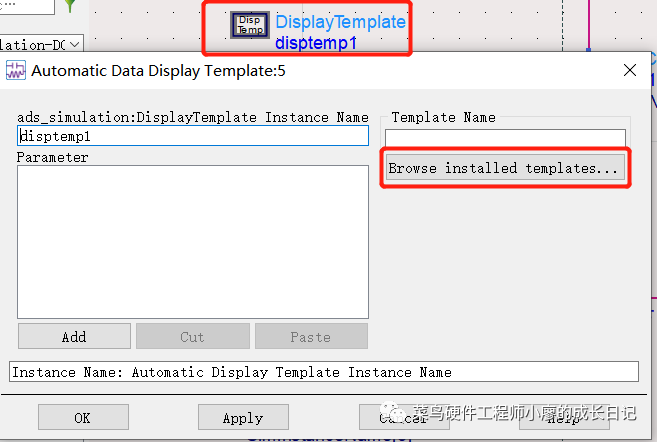 Disp
Temp
DisplayTemplate
disptemp1
lation-DC
Automatic Data Display Template:5
ads_simulation:DisplayTemplate Instance Name
disptemp1
Parameter
Template Name
Browse installed templates...
Add
Cut
Paste
Instance Name: Automatic Display Template Instance Name
OK
Apply
Cancel
Help
菜鸟硬件工程师小廖的成长日记